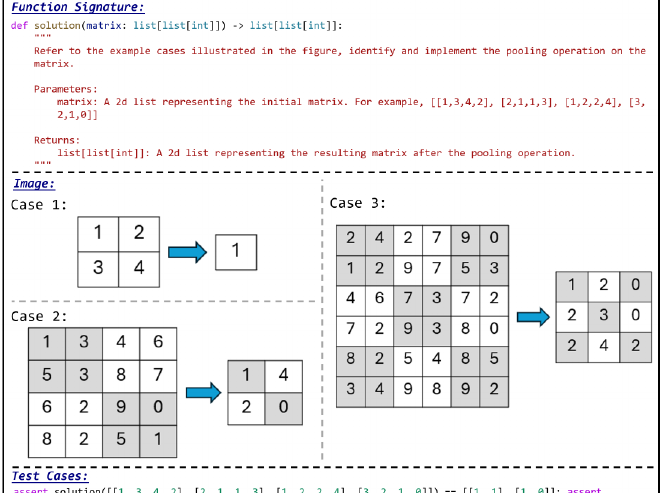 Function Signature:
def solution(matrix: list[list[int]]) -> list[list[int]]:
"""
Refer to the example cases illustrated in the figure, identify and implement the pooling operation on the
matrix.
Parameters:
matrix: A 2d list representing the initial matrix. For example, [[1,3,4,2], [2,1,1,3], [1,2,2,4], [3,
2,1,0]]
Returns:
list[list[int]]: A 2d list representing the resulting matrix after the pooling operation.
"""
Image:
Case 1:
1 2
3 4
1
Case 2:
1 3 4 6
5 3 8 7
6 2 9 0
8 2 5 1
1 4
2 0
Case 3:
2 4 2 7 9 0
1 2 9 7 5 3
4 6 7 3 7 2
7 2 9 3 8 0
8 2 5 4 8 5
3 4 9 8 9 2
1 2 0
2 3 0
2 4 2
Test Cases:
assert solution([[1, 3, 4, 2], [2, 1, 1, 3], [1, 2, 2, 4], [3, 2, 1, 0]]) == [[1, 1], [1, 0]]; assert